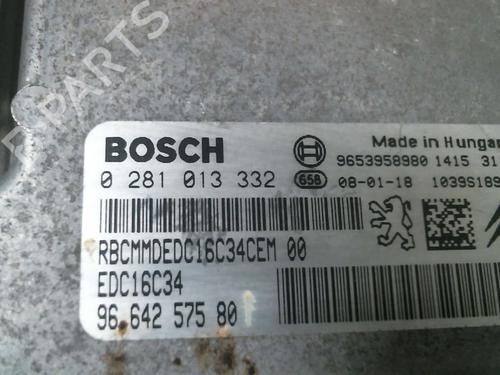 PARTS
BOSCH
Made in Hungar
0 281 013 332
9653958980 1415 31
658 08-01-18 1039S189
RBCMMDEDC16C34CEM 00
EDC16C34
96 642 575 80